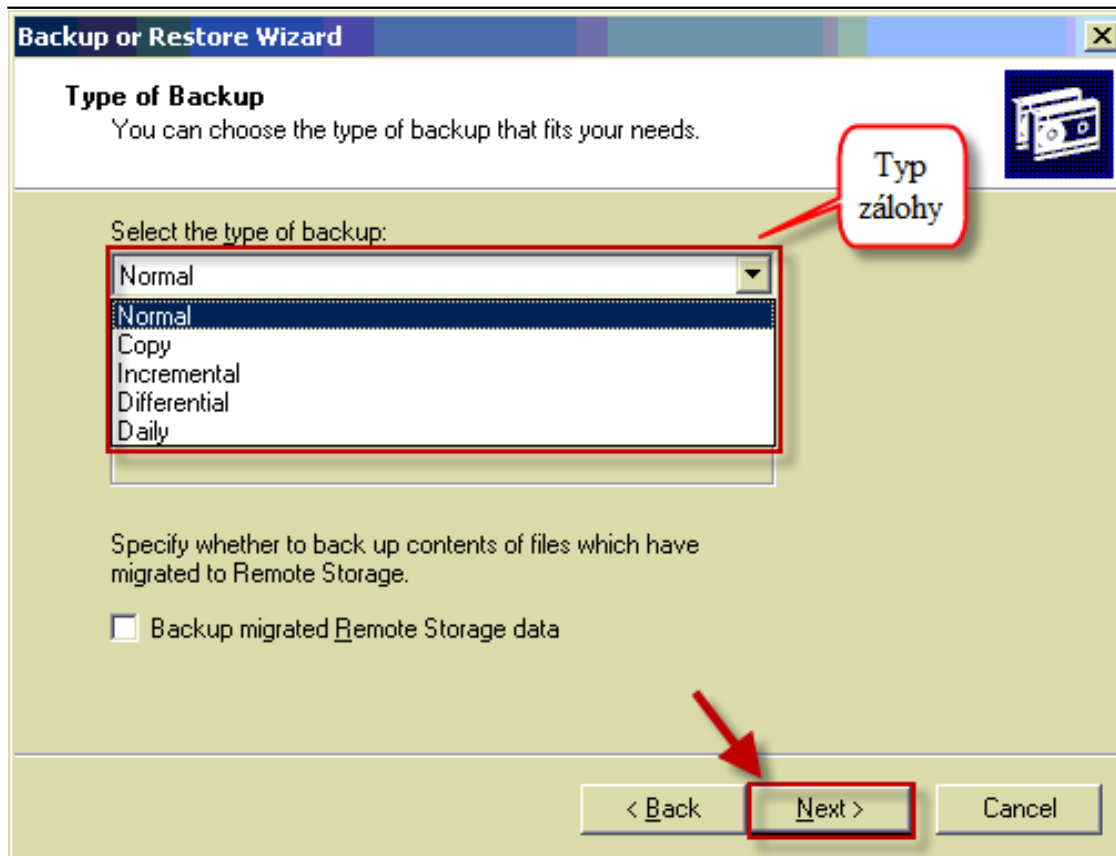 Backup or Restore Wizard
Type of Backup
You can choose the type of backup that fits your needs.
Typ
zálohy
Select the type of backup:
Normal
Normal
Copy
Incremental
Differential
Daily
Specify whether to back up contents of files which have
migrated to Remote Storage.
Backup migrated Remote Storage data
< Back
Next >
Cancel